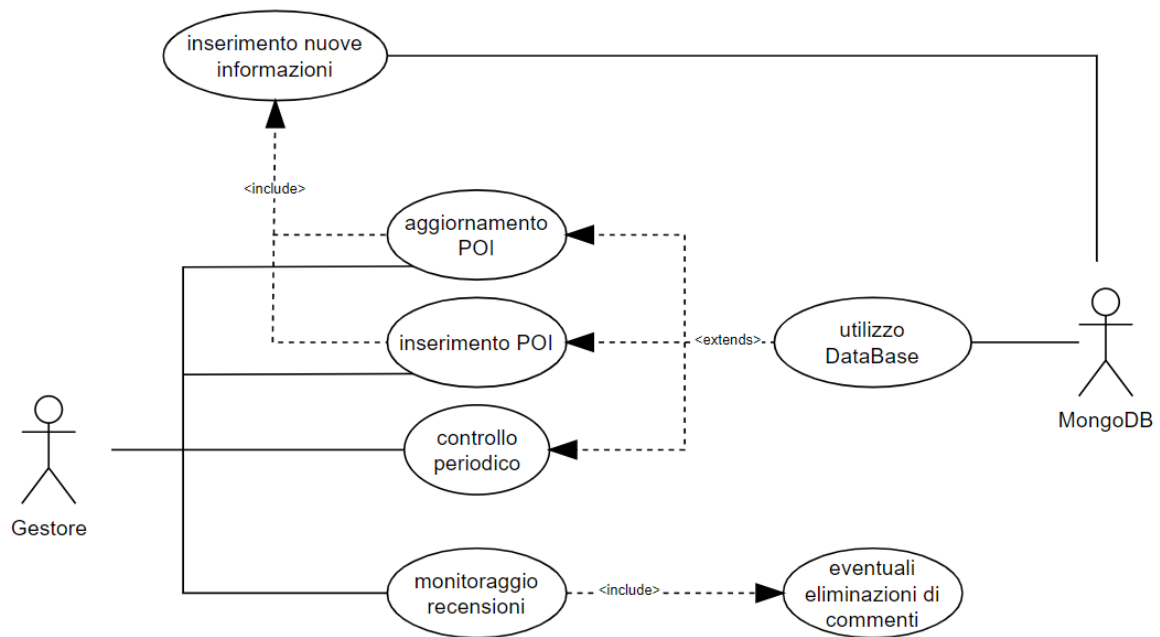 inserimento nuove
informazioni
<include>
aggiornamento
POI
inserimento POI
<extends>
utilizzo
DataBase
MongoDB
controllo
periodico
Gestore
monitoraggio
recensioni
<include>
eventuali
eliminazioni di
commenti